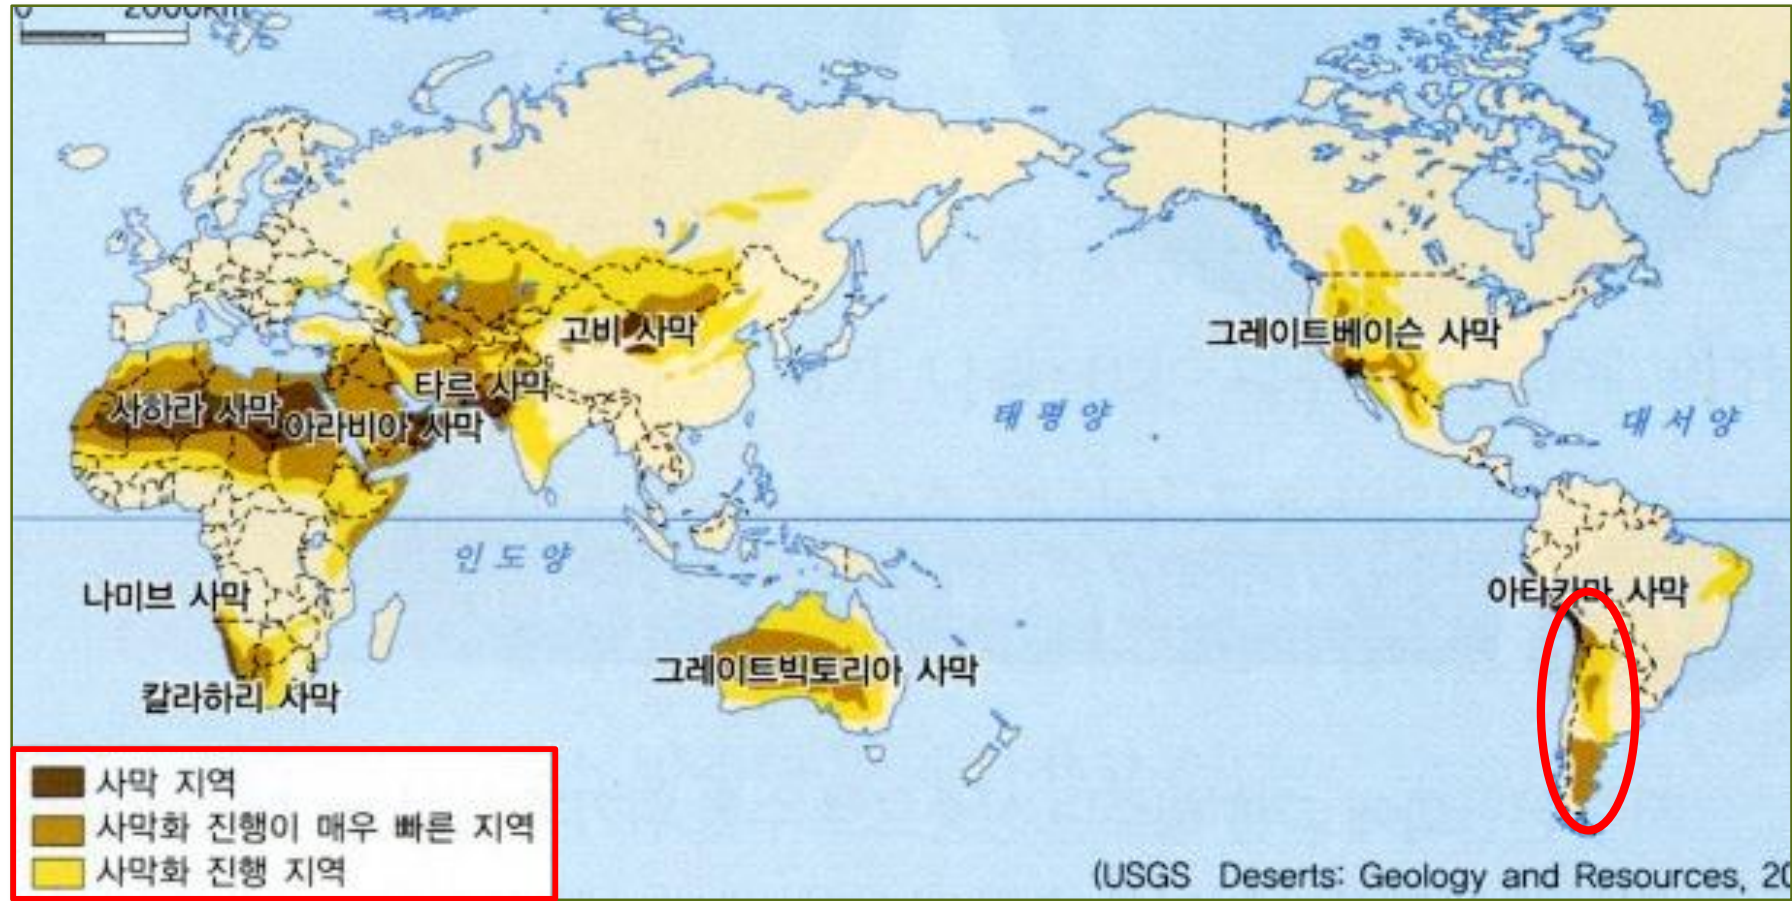 0 2000km
고비 사막
그레이트베이슨 사막
타르 사막
사하라 사막
아라비아 사막
태평양
대서양
인도양
나미브 사막
아타카마 사막
그레이트빅토리아 사막
칼라하리 사막
사막 지역
사막화 진행이 매우 빠른 지역
사막화 진행 지역
(USGS Deserts: Geology and Resources, 20